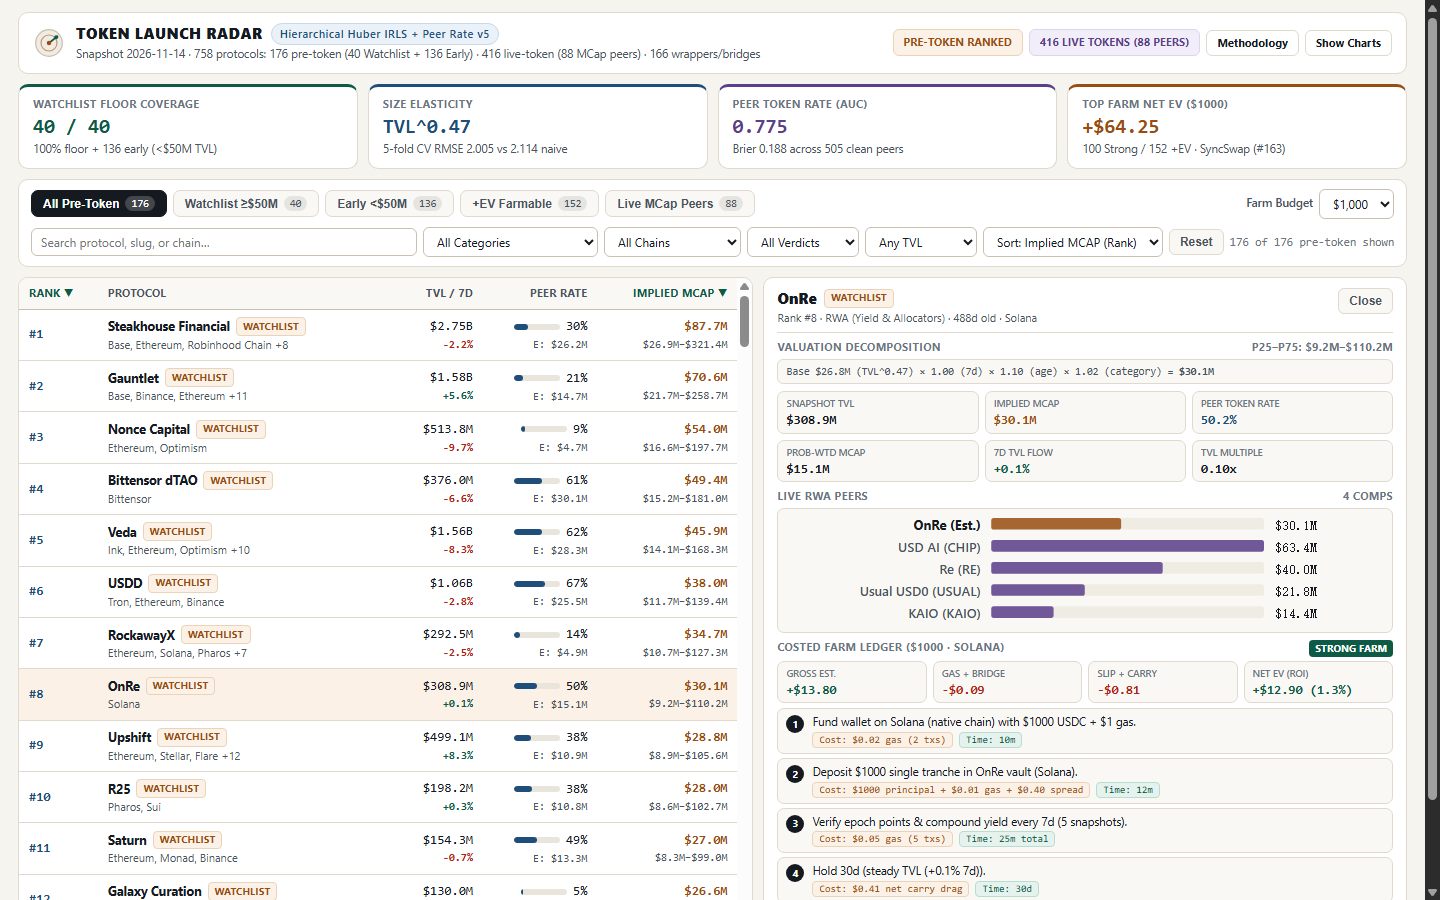 TOKEN LAUNCH RADAR Hierarchical Huber IRLS + Peer Rate v5
Snapshot 2026-11-14 · 758 protocols: 176 pre-token (40 Watchlist + 136 Early) · 416 live-token (88 MCap peers) · 166 wrappers/bridges
PRE-TOKEN RANKED 416 LIVE TOKENS (88 PEERS) Methodology Show Charts
WATCHLIST FLOOR COVERAGE
40 / 40
100% floor + 136 early (<$50M TVL)
SIZE ELASTICITY
TVL^0.47
5-fold CV RMSE 2.005 vs 2.114 naive
PEER TOKEN RATE (AUC)
0.775
Brier 0.188 across 505 clean peers
TOP FARM NET EV ($1000)
+$64.25
100 Strong / 152 +EV · SyncSwap (#163)
All Pre-Token 176 Watchlist ≥$50M 40 Early <$50M 136 +EV Farmable 152 Live MCap Peers 88
Farm Budget $1,000
Search protocol, slug, or chain... All Categories All Chains All Verdicts Any TVL Sort: Implied MCAP (Rank) Reset 176 of 176 pre-token shown
RANK ▼ PROTOCOL TVL / 7D PEER RATE IMPLIED MCAP ▼
#1 Steakhouse Financial WATCHLIST $2.75B 30% $87.7M
Base, Ethereum, Robinhood Chain +8 -2.2% E: $26.2M $26.9M–$321.4M
#2 Gauntlet WATCHLIST $1.58B 21% $70.6M
Base, Binance, Ethereum +11 +5.6% E: $14.7M $21.7M–$258.7M
#3 Nonce Capital WATCHLIST $513.8M 9% $54.0M
Ethereum, Optimism -9.7% E: $4.7M $16.6M–$197.7M
#4 Bittensor dTAO WATCHLIST $376.0M 61% $49.4M
Bittensor -6.6% E: $30.1M $15.2M–$181.0M
#5 Veda WATCHLIST $1.56B 62% $45.9M
Ink, Ethereum, Optimism +10 -8.3% E: $28.3M $14.1M–$168.3M
#6 USDD WATCHLIST $1.06B 67% $38.0M
Tron, Ethereum, Binance -2.8% E: $25.5M $11.7M–$139.4M
#7 RockawayX WATCHLIST $292.5M 14% $34.7M
Ethereum, Solana, Pharos +7 -2.5% E: $4.9M $10.7M–$127.3M
#8 OnRe WATCHLIST $308.9M 50% $30.1M
Solana +0.1% E: $15.1M $9.2M–$110.2M
#9 Upshift WATCHLIST $499.1M 38% $28.8M
Ethereum, Stellar, Flare +12 +8.3% E: $10.9M $8.9M–$105.6M
#10 R25 WATCHLIST $198.2M 38% $28.0M
Pharos, Sui +0.3% E: $10.8M $8.6M–$102.7M
#11 Saturn WATCHLIST $154.3M 49% $27.0M
Ethereum, Monad, Binance -0.7% E: $13.3M $8.3M–$99.0M
#12 Galaxy Curation WATCHLIST $130.0M 5% $26.6M
OnRe WATCHLIST Close
Rank #8 · RWA (Yield & Allocators) · 488d old · Solana
VALUATION DECOMPOSITION P25–P75: $9.2M–$110.2M
Base $26.8M (TVL^0.47) × 1.00 (7d) × 1.10 (age) × 1.02 (category) = $30.1M
SNAPSHOT TVL
$308.9M
IMPLIED MCAP
$30.1M
PEER TOKEN RATE
50.2%
PROB-WTD MCAP
$15.1M
7D TVL FLOW
+0.1%
TVL MULTIPLE
0.10x
LIVE RWA PEERS 4 COMPS
OnRe (Est.) $30.1M
USD AI (CHIP) $63.4M
Re (RE) $40.0M
Usual USD0 (USUAL) $21.8M
KAIO (KAIO) $14.4M
COSTED FARM LEDGER ($1000 · SOLANA) STRONG FARM
GROSS EST.
+$13.80
GAS + BRIDGE
-$0.09
SLIP + CARRY
-$0.81
NET EV (ROI)
+$12.90 (1.3%)
1 Fund wallet on Solana (native chain) with $1000 USDC + $1 gas.
Cost: $0.02 gas (2 txs) Time: 10m
2 Deposit $1000 single tranche in OnRe vault (Solana).
Cost: $1000 principal + $0.01 gas + $0.40 spread Time: 12m
3 Verify epoch points & compound yield every 7d (5 snapshots).
Cost: $0.05 gas (5 txs) Time: 25m total
4 Hold 30d (steady TVL (+0.1% 7d)).
Cost: $0.41 net carry drag Time: 30d